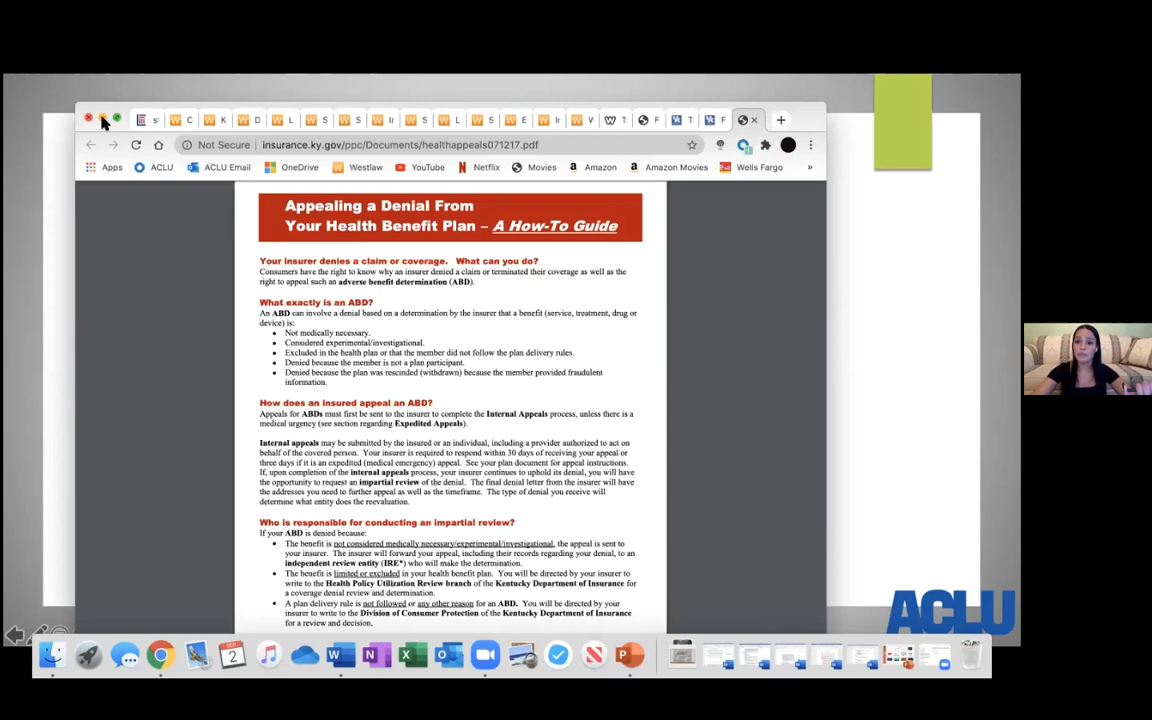 s
C
K
D
L
S
S
Ir
S
L
S
E
Ir
V
T
F
T
F
Not Secure
insurance.ky.gov/ppc/Documents/healthappeals071217.pdf
Apps
ACLU
ACLU Email
OneDrive
Westlaw
YouTube
Netflix
Movies
Amazon
Amazon Movies
Wells Fargo
Appealing a Denial From
Your Health Benefit Plan – A How-To Guide
Your insurer denies a claim or coverage. What can you do?
Consumers have the right to know why an insurer denied a claim or terminated their coverage as well as the
right to appeal such an adverse benefit determination (ABD).
What exactly is an ABD?
An ABD can involve a denial based on a determination by the insurer that a benefit (service, treatment, drug or
device) is:
• Not medically necessary.
• Considered experimental/investigational.
• Excluded in the health plan or that the member did not follow the plan delivery rules.
• Denied because the member is not a plan participant.
• Denied because the plan was rescinded (withdrawn) because the member provided fraudulent
information.
How does an insured appeal an ABD?
Appeals for ABDs must first be sent to the insurer to complete the Internal Appeals process, unless there is a
medical urgency (see section regarding Expedited Appeals).
Internal appeals may be submitted by the insured or an individual, including a provider authorized to act on
behalf of the covered person. Your insurer is required to respond within 30 days of receiving your appeal or
three days if it is an expedited (medical emergency) appeal. See your plan document for appeal instructions.
If, upon completion of the internal appeals process, your insurer continues to uphold its denial, you will have
the opportunity to request an impartial review of the denial. The final denial letter from the insurer will have
the addresses you need to further appeal as well as the timeframe. The type of denial you receive will
determine what entity does the reevaluation.
Who is responsible for conducting an impartial review?
If your ABD is denied because:
• The benefit is not considered medically necessary/experimental/investigational, the appeal is sent to
your insurer. The insurer will forward your appeal, including their records regarding your denial, to an
independent review entity (IRE*) who will make the determination.
• The benefit is limited or excluded in your health benefit plan. You will be directed by your insurer to
write to the Health Policy Utilization Review branch of the Kentucky Department of Insurance for
a coverage denial review and determination.
• A plan delivery rule is not followed or any other reason for an ABD. You will be directed by your
insurer to write to the Division of Consumer Protection of the Kentucky Department of Insurance
for a review and decision.
ACLU
SEP
2